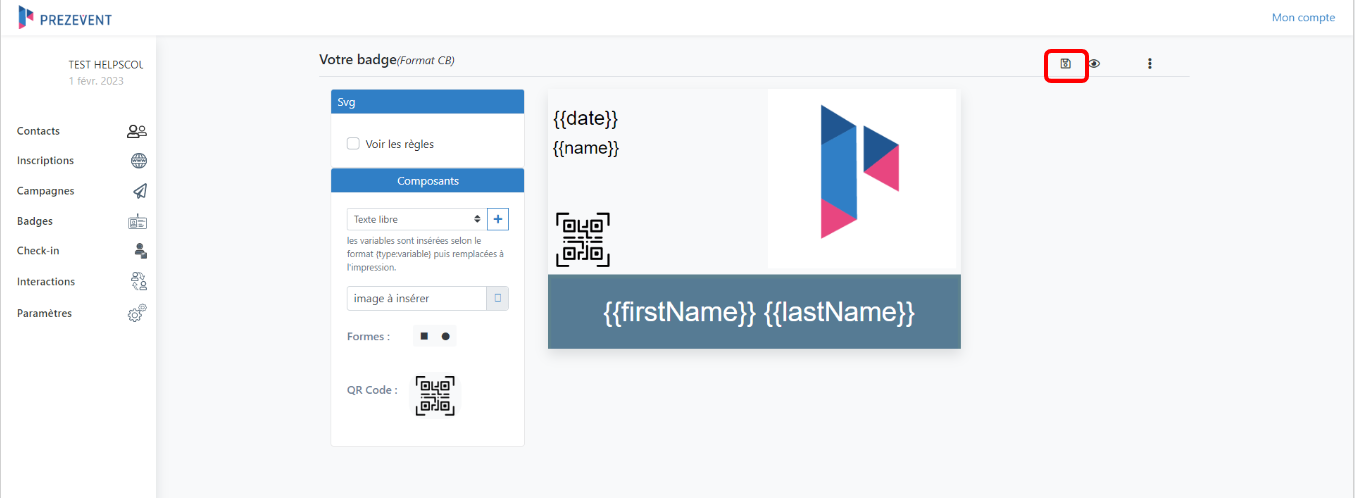 PREZEVENT
Mon compte
TEST HELPSCOU
1 févr. 2023
Contacts
Inscriptions
Campagnes
Badges
Check-in
Interactions
Paramètres
Votre badge(Format CB)
Svg
Voir les règles
Composants
Texte libre
+
les variables sont insérées selon le
format (type:variable) puis remplacées à
l'impression.
image à insérer
Formes :
QR Code :
{{date}}
{{name}}
{{firstName}} {{lastName}}